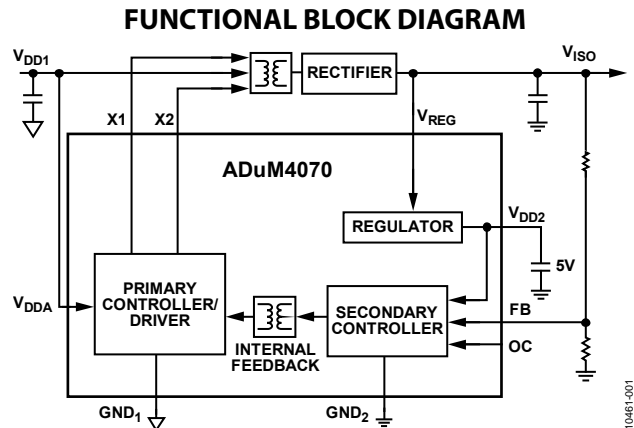 FUNCTIONAL BLOCK DIAGRAM
VDD1
RECTIFIER
VISO
X1
X2
VREG
ADuM4070
REGULATOR
VDD2
5V
PRIMARY
CONTROLLER/
DRIVER
VDDA
INTERNAL
FEEDBACK
SECONDARY
CONTROLLER
FB
OC
GND1
GND2
10461-001